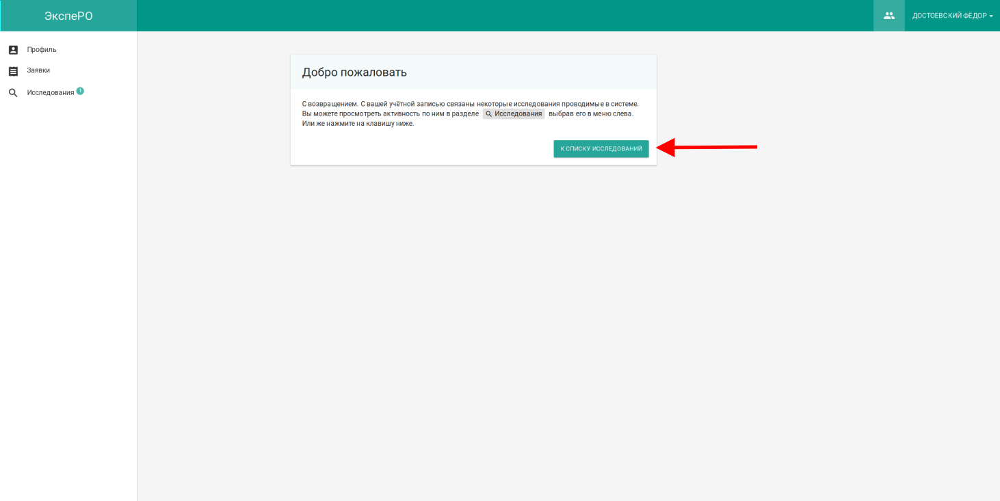 ЭкспеРО
ДОСТОЕВСКИЙ ФЁДОР
Профиль
Заявки
Исследования 1
Добро пожаловать
С возвращением. С вашей учётной записью связаны некоторые исследования проводимые в системе.
Вы можете просмотреть активность по ним в разделе Исследования выбрав его в меню слева.
Или же нажмите на клавишу ниже.
К СПИСКУ ИССЛЕДОВАНИЙ